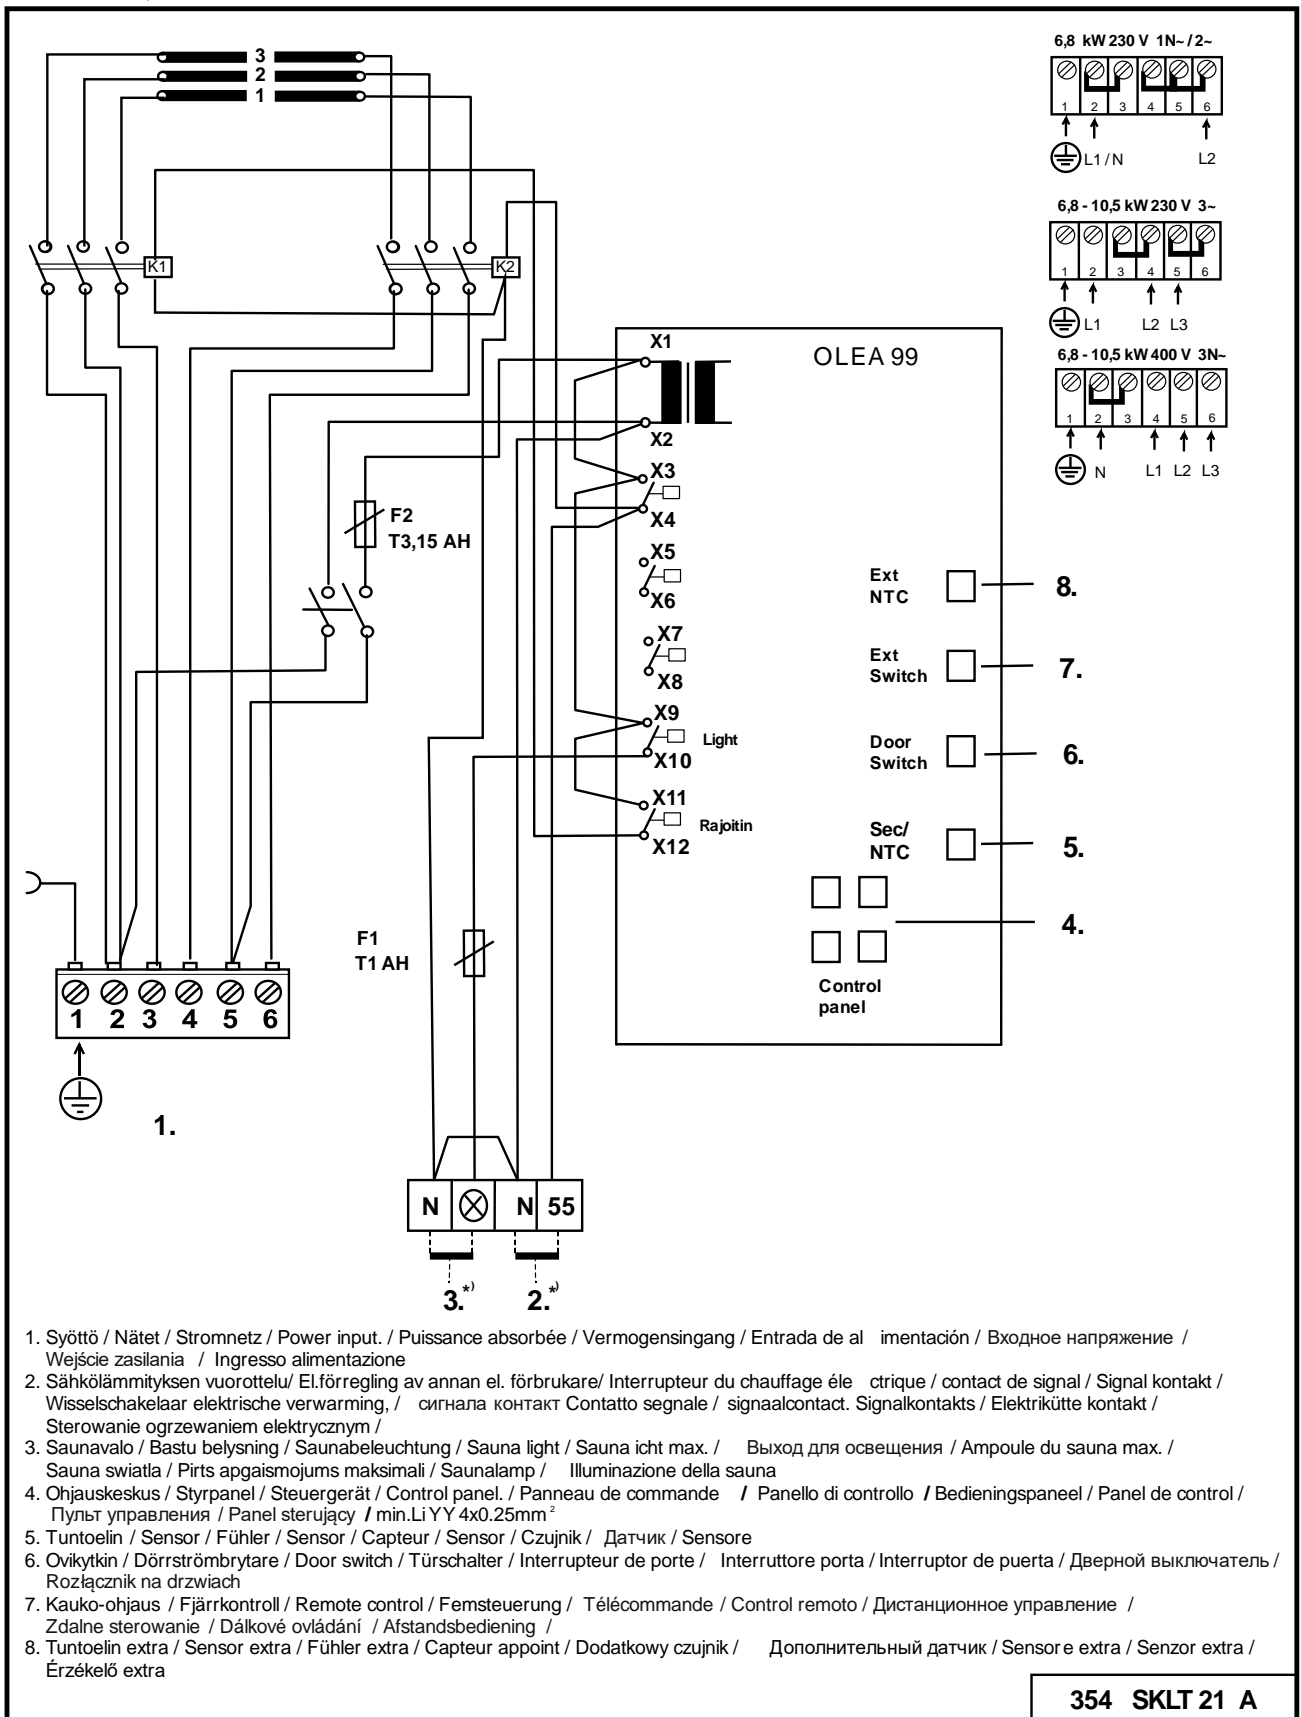 3
2
1
K1
K2
6,8 kW 230 V 1N~ / 2~
1 2 3 4 5 6
L1 / N L2
6,8 - 10,5 kW 230 V 3~
1 2 3 4 5 6
L1 L2 L3
6,8 - 10,5 kW 400 V 3N~
1 2 3 4 5 6
N L1 L2 L3
OLEA 99
X1
X2
X3
X4
X5
X6
X7
X8
X9
Light
X10
X11
Rajoitin
X12
F2
T3,15 AH
Ext
NTC
8.
Ext
Switch
7.
Door
Switch
6.
Sec/
NTC
5.
4.
Control
panel
F1
T1 AH
1 2 3 4 5 6
1.
N N 55
3.*) 2.*)
1. Syöttö / Nätet / Stromnetz / Power input. / Puissance absorbée / Vermogensingang / Entrada de al imentación / Входное напряжение /
Wejście zasilania / Ingresso alimentazione
2. Sähkölämmityksen vuorottelu/ El.förregling av annan el. förbrukare/ Interrupteur du chauffage éle ctrique / contact de signal / Signal kontakt /
Wisselschakelaar elektrische verwarming, / сигнала контакт Contatto segnale / signaalcontact. Signalkontakts / Elektrikütte kontakt /
Sterowanie ogrzewaniem elektrycznym /
3. Saunavalo / Bastu belysning / Saunabeleuchtung / Sauna light / Sauna icht max. / Выход для освещения / Ampoule du sauna max. /
Sauna swiatla / Pirts apgaismojums maksimali / Saunalamp / Illuminazione della sauna
4. Ohjauskeskus / Styrpanel / Steuergerät / Control panel. / Panneau de commande / Panello di controllo / Bedieningspaneel / Panel de control /
Пульт управления / Panel sterujący / min.Li YY 4x0.25mm²
5. Tuntoelin / Sensor / Fühler / Sensor / Capteur / Sensor / Czujnik / Датчик / Sensore
6. Ovikytkin / Dörrströmbrytare / Door switch / Türschalter / Interrupteur de porte / Interruttore porta / Interruptor de puerta / Дверной выключатель /
Rozłącznik na drzwiach
7. Kauko-ohjaus / Fjärrkontroll / Remote control / Femsteuerung / Télécommande / Control remoto / Дистанционное управление /
Zdalne sterowanie / Dálkové ovládání / Afstandsbediening /
8. Tuntoelin extra / Sensor extra / Fühler extra / Capteur appoint / Dodatkowy czujnik / Дополнительный датчик / Sensore extra / Senzor extra /
Érzékelő extra
354 SKLT 21 A